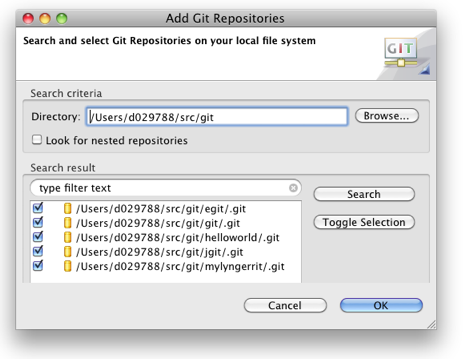 Add Git Repositories
Search and select Git Repositories on your local file system
GIT
Search criteria
Directory: /Users/d029788/src/git Browse...
Look for nested repositories
Search result
type filter text
Search
/Users/d029788/src/git/egit/.git
Toggle Selection
/Users/d029788/src/git/git/.git
/Users/d029788/src/git/helloworld/.git
/Users/d029788/src/git/jgit/.git
/Users/d029788/src/git/mylyngerrit/.git
Cancel OK